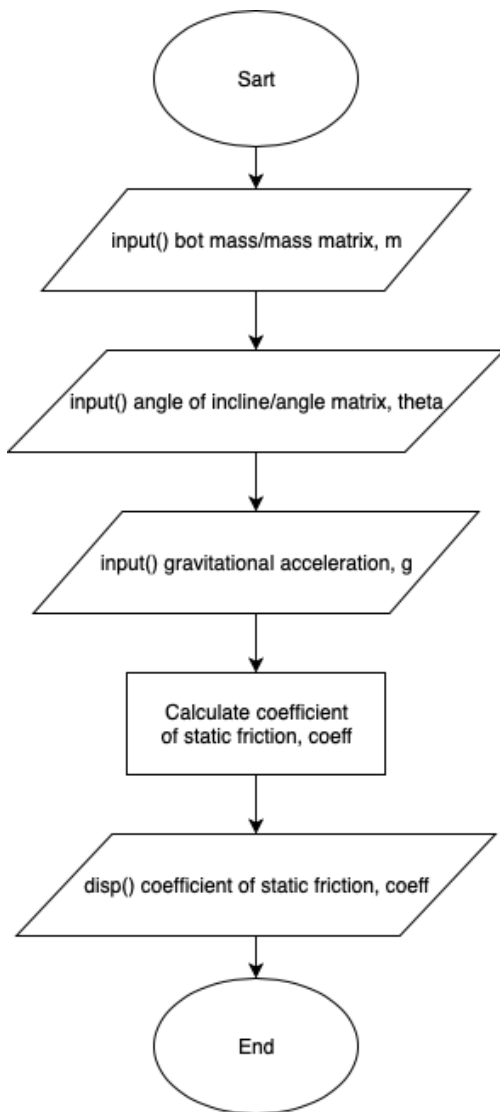 Sart
input() bot mass/mass matrix, m
input() angle of incline/angle matrix, theta
input() gravitational acceleration, g
Calculate coefficient
of static friction, coeff
disp() coefficient of static friction, coeff
End